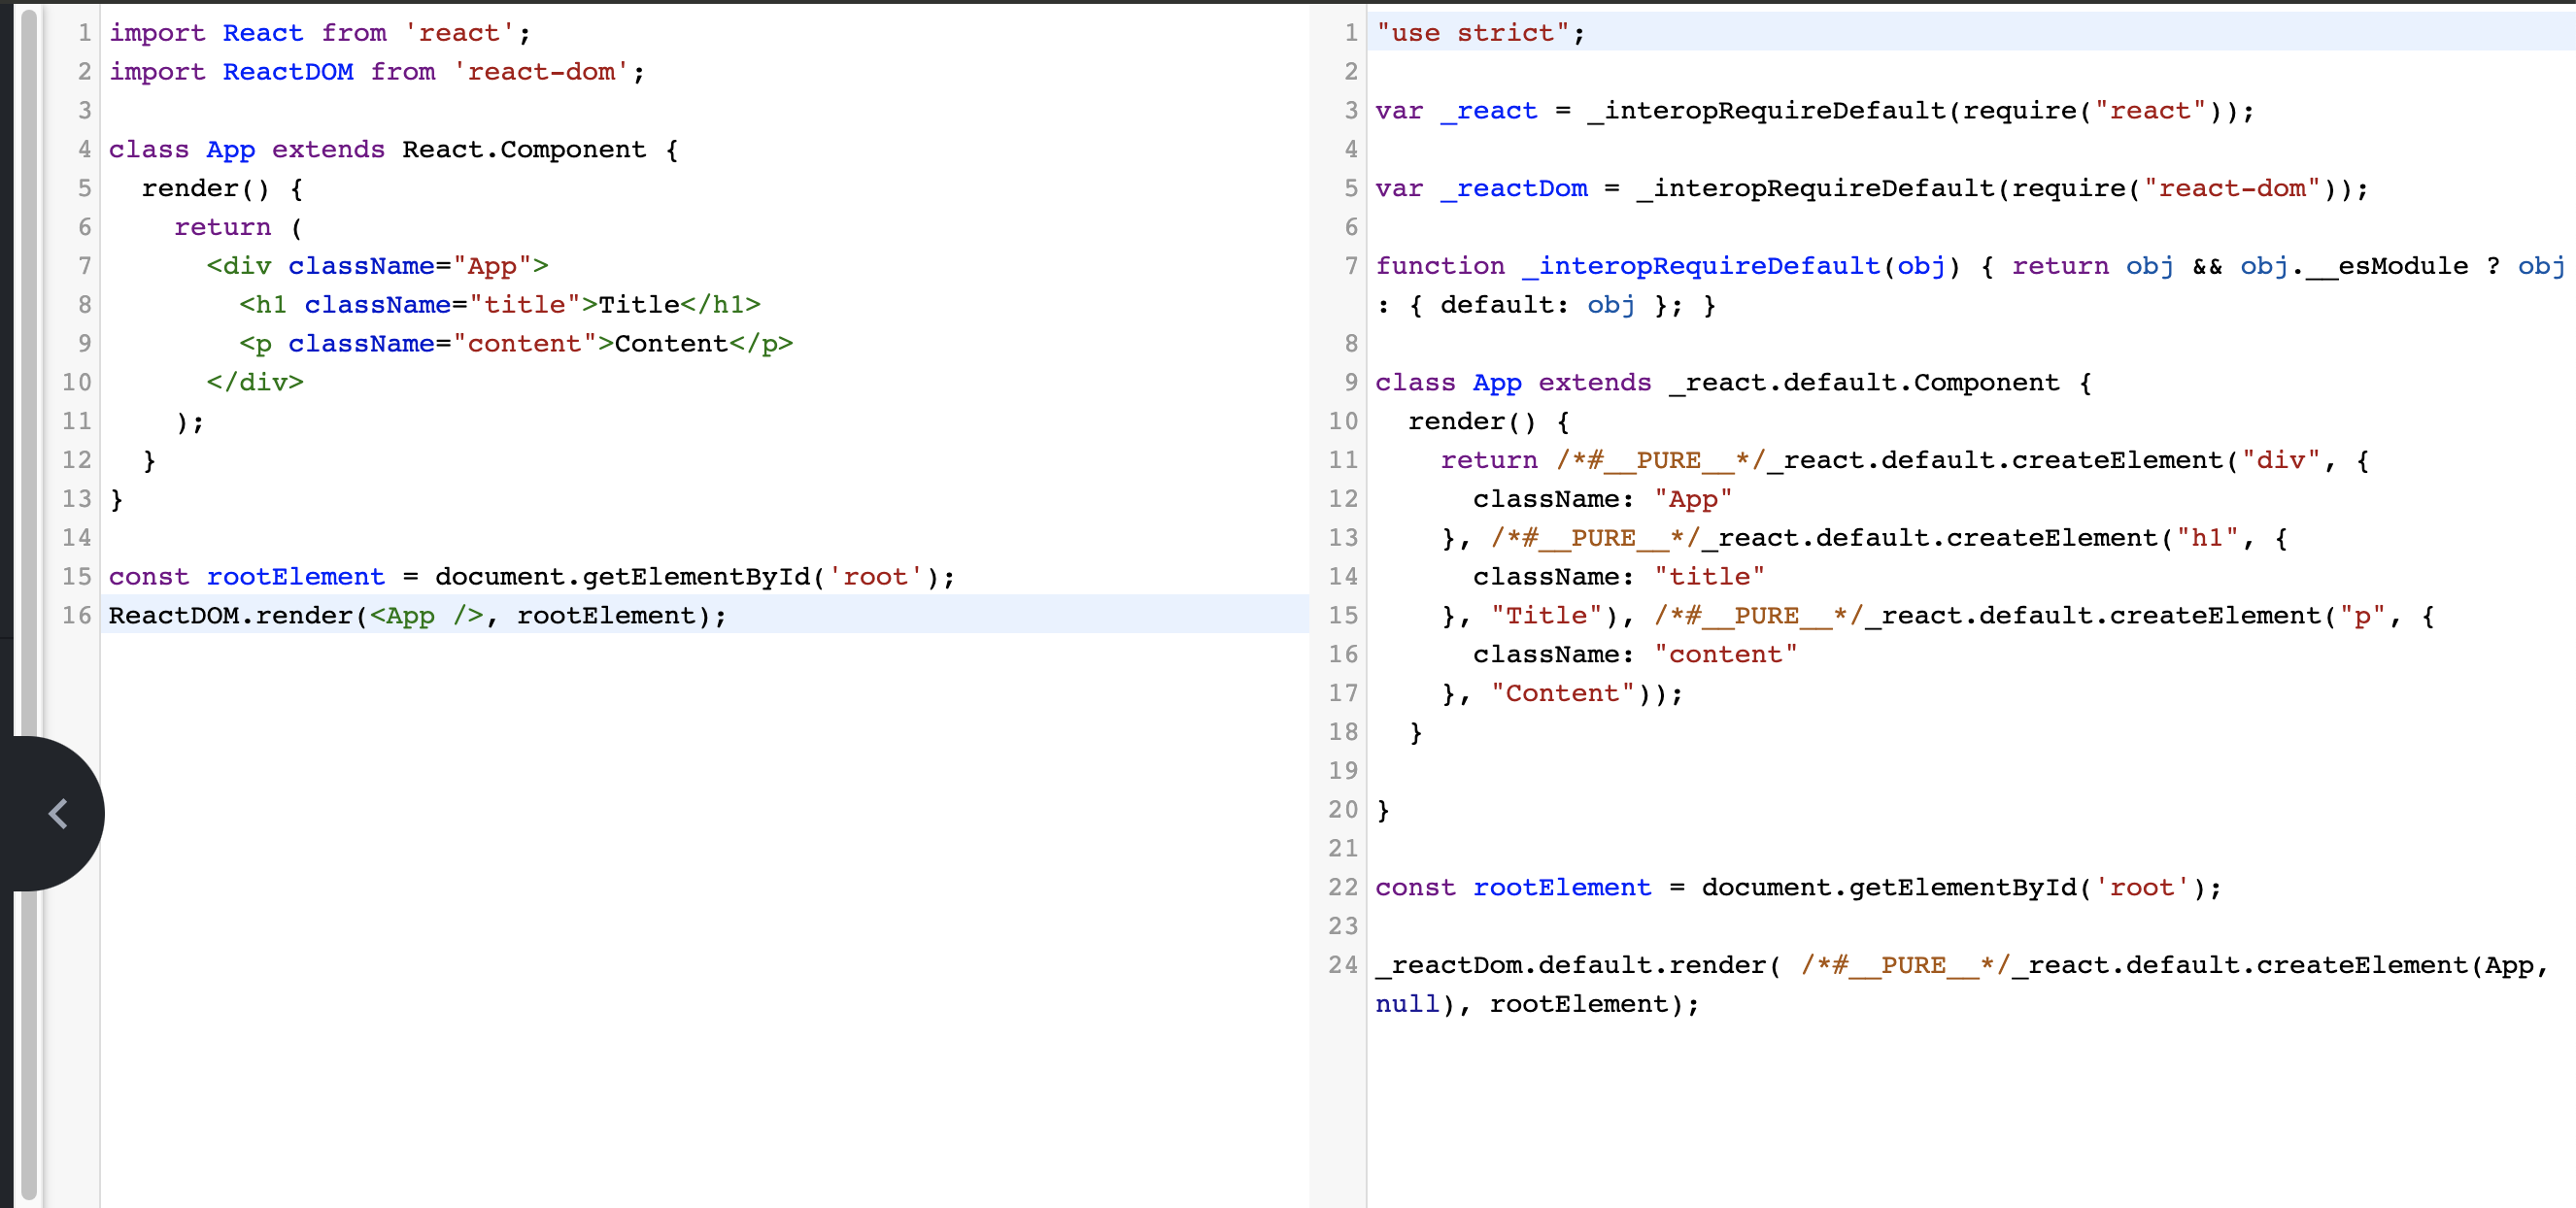 1 import React from 'react';
2 import ReactDOM from 'react-dom';
3
4 class App extends React.Component {
5   render() {
6     return (
7       <div className="App">
8         <h1 className="title">Title</h1>
9         <p className="content">Content</p>
10       </div>
11     );
12   }
13 }
14
15 const rootElement = document.getElementById('root');
16 ReactDOM.render(<App />, rootElement);
1 "use strict";
2
3 var _react = _interopRequireDefault(require("react"));
4
5 var _reactDom = _interopRequireDefault(require("react-dom"));
6
7 function _interopRequireDefault(obj) { return obj && obj.__esModule ? obj
: { default: obj }; }
8
9 class App extends _react.default.Component {
10   render() {
11     return /*#__PURE__*/_react.default.createElement("div", {
12       className: "App"
13     }, /*#__PURE__*/_react.default.createElement("h1", {
14       className: "title"
15     }, "Title"), /*#__PURE__*/_react.default.createElement("p", {
16       className: "content"
17     }, "Content"));
18   }
19
20 }
21
22 const rootElement = document.getElementById('root');
23
24 _reactDom.default.render( /*#__PURE__*/_react.default.createElement(App,
null), rootElement);